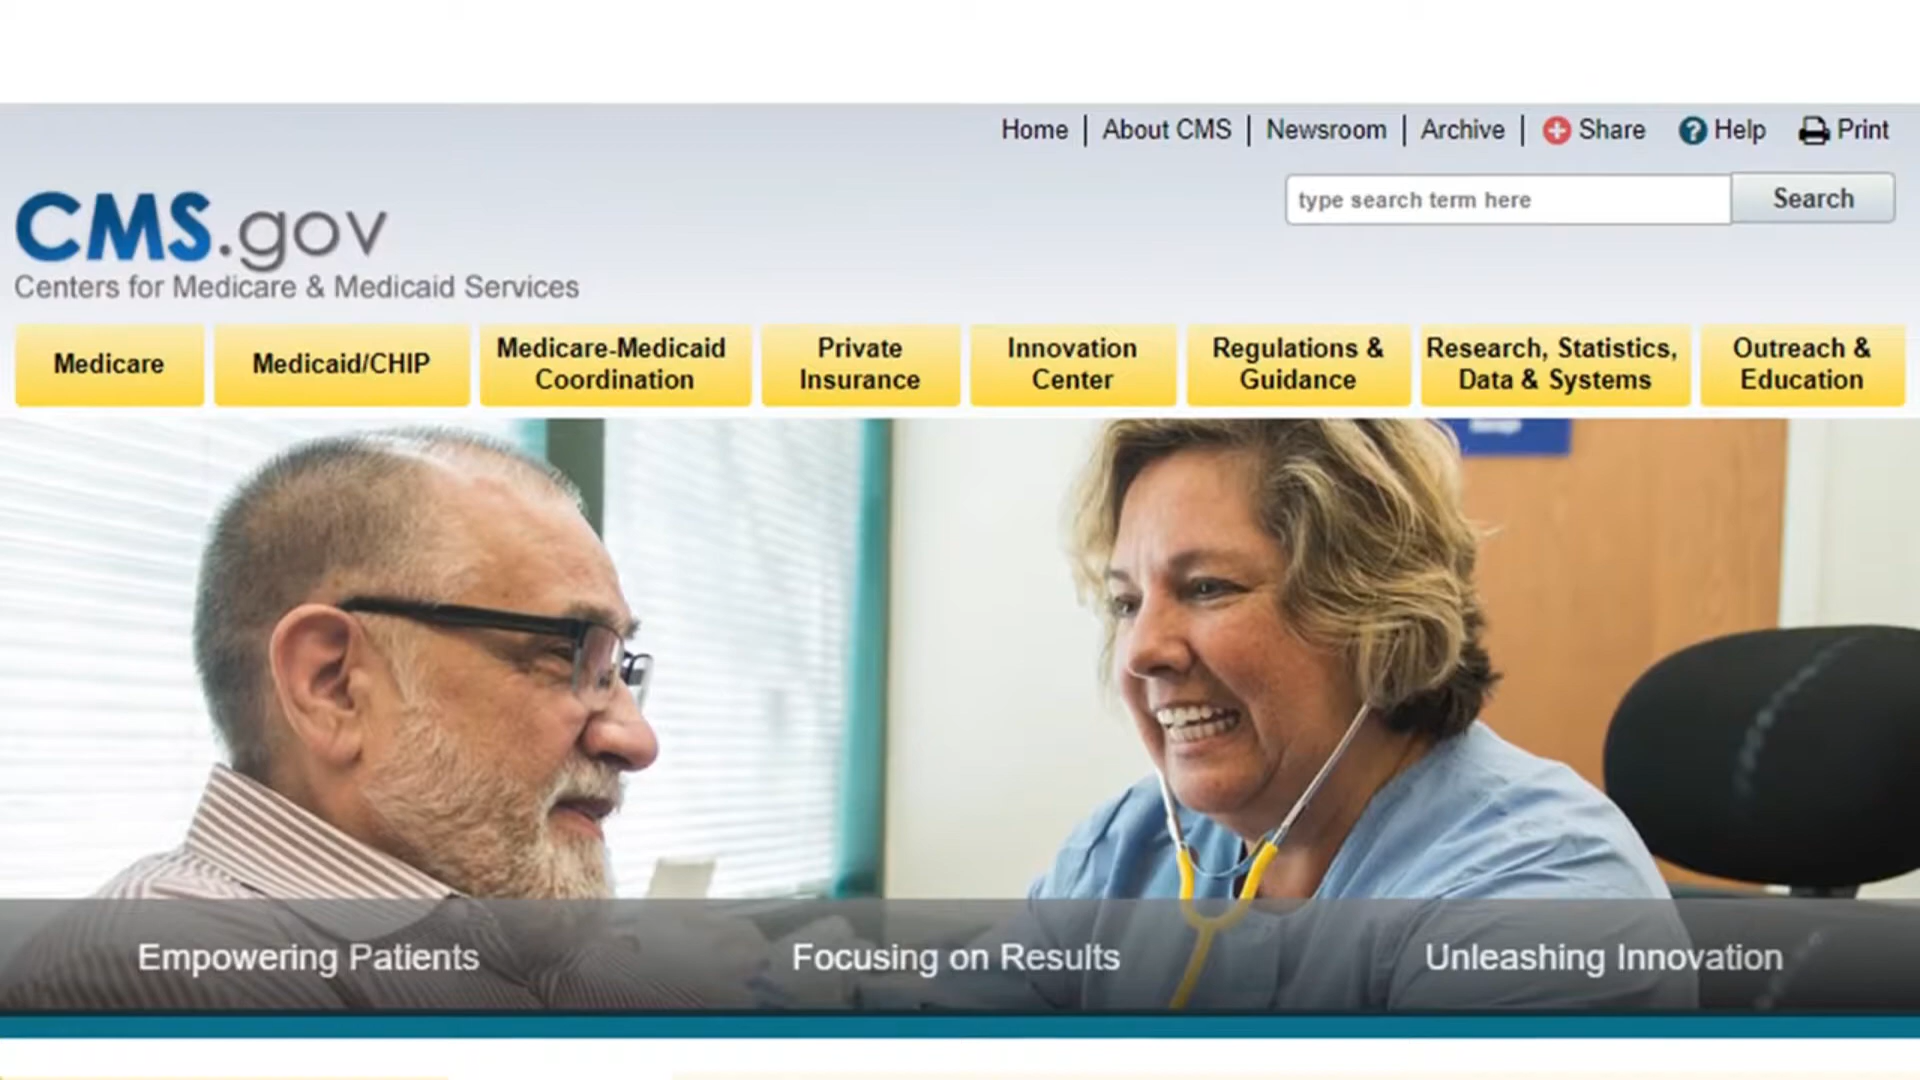 Home | About CMS | Newsroom | Archive | Share Help Print
type search term here Search
CMS.gov
Centers for Medicare & Medicaid Services
Medicare
Medicaid/CHIP
Medicare-Medicaid
Coordination
Private
Insurance
Innovation
Center
Regulations &
Guidance
Research, Statistics,
Data & Systems
Outreach &
Education
Empowering Patients
Focusing on Results
Unleashing Innovation